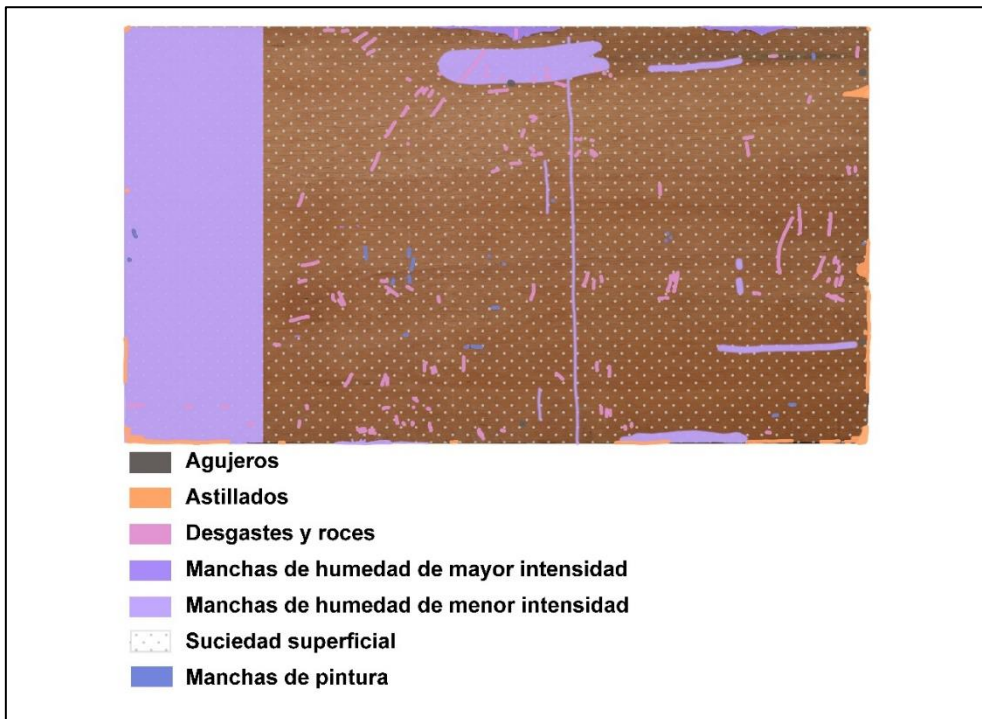 Agujeros
Astillados
Desgastes y roces
Manchas de humedad de mayor intensidad
Manchas de humedad de menor intensidad
Suciedad superficial
Manchas de pintura